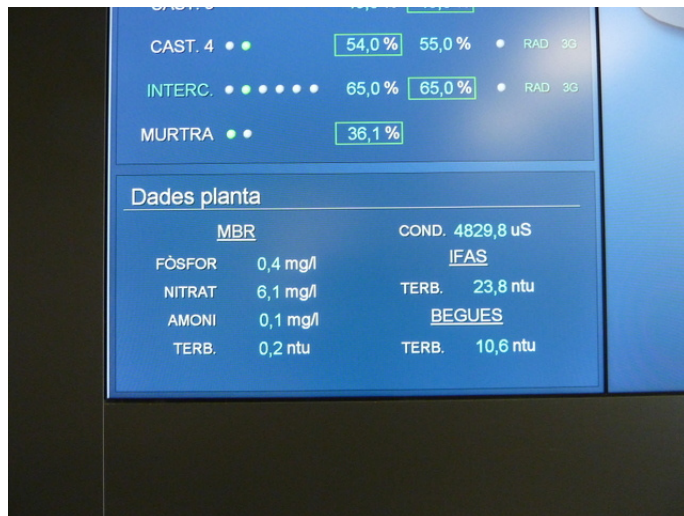 CAST. 4 54,0 % 55,0 % RAD 3G
INTERC. 65,0 % 65,0 % RAD 3G
MURTRA 36,1 %
Dades planta
MBR
FÒSFOR 0,4 mg/l
NITRAT 6,1 mg/l
AMONI 0,1 mg/l
TERB. 0,2 ntu
COND. 4829,8 uS
IFAS
TERB. 23,8 ntu
BEGUES
TERB. 10,6 ntu